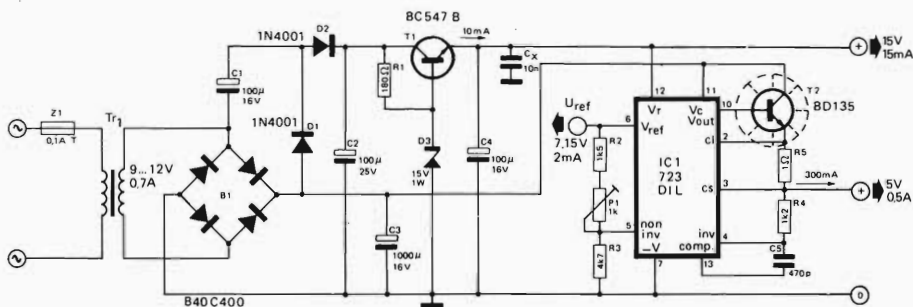 BC547 B
1N4001
D2
T1
10mA
+
15V
15mA
C1
100µ
16V
R1
180Ω
CX
10n
Z1
0,1A T
Tr1
9...12V
0,7A
1N4001
D1
B1
C2
100µ
25V
D3
15V
1W
C4
100µ
16V
C3
1000µ
16V
B40C400
Uref
7,15V
2mA
R2
1k5
P1
1k
R3
4k7
12
11
6
10
2
3
5
4
7
13
Vr
Vc
Vref
Vout
cl
IC1
723
DIL
cs
non
inv
inv
-V
comp.
T2
BD135
R5
1Ω
300mA
+
5V
0,5A
R4
1k2
C5
470p
0